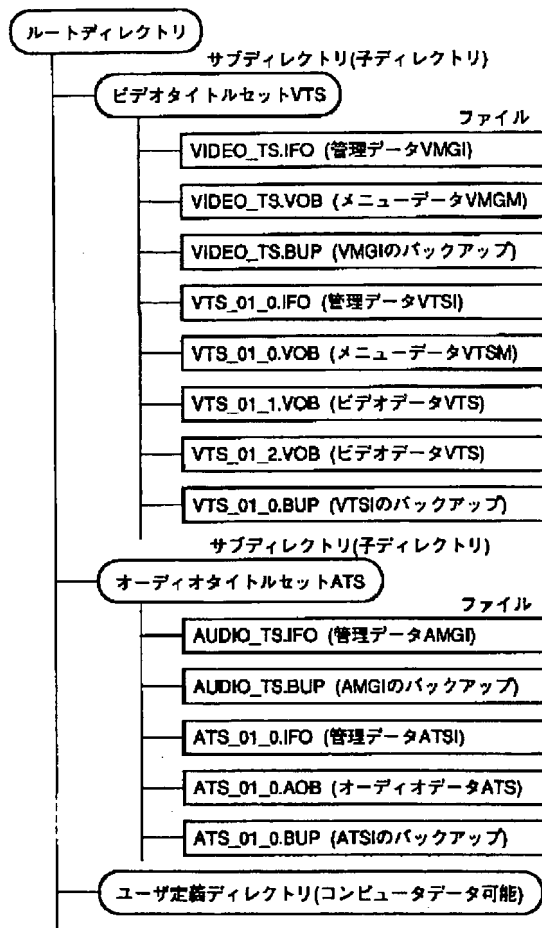 ルートディレクトリ
サブディレクトリ(子ディレクトリ)
ビデオタイトルセットVTS
ファイル
VIDEO_TS.IFO (管理データVMGI)
VIDEO_TS.VOB (メニューデータVMGM)
VIDEO_TS.BUP (VMGIのバックアップ)
VTS_01_0.IFO (管理データVTSI)
VTS_01_0.VOB (メニューデータVTSM)
VTS_01_1.VOB (ビデオデータVTS)
VTS_01_2.VOB (ビデオデータVTS)
VTS_01_0.BUP (VTSIのバックアップ)
サブディレクトリ(子ディレクトリ)
オーディオタイトルセットATS
ファイル
AUDIO_TS.IFO (管理データAMGI)
AUDIO_TS.BUP (AMGIのバックアップ)
ATS_01_0.IFO (管理データATSI)
ATS_01_0.AOB (オーディオデータATS)
ATS_01_0.BUP (ATSIのバックアップ)
ユーザ定義ディレクトリ(コンピュータデータ可能)